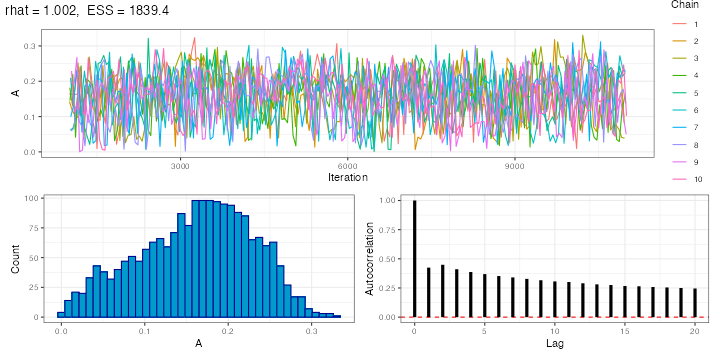 rhat = 1.002, ESS = 1839.4
Chain
1
2
3
4
5
6
7
8
9
10
A
0.3
0.2
0.1
0.0
3000 6000 9000
Iteration
Count
100
75
50
25
0
0.0 0.1 0.2 0.3
A
Autocorrelation
1.00
0.75
0.50
0.25
0.00
0 5 10 15 20
Lag